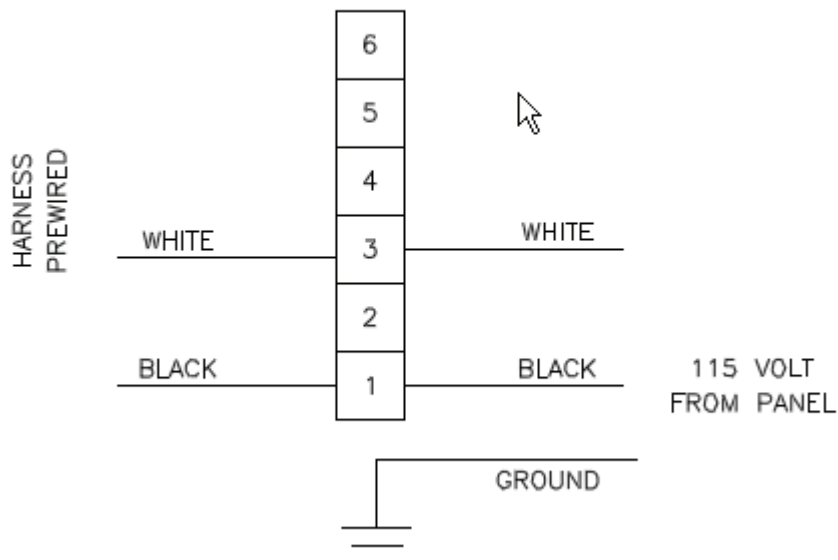 6
5
4
3
2
1
HARNESS
PREWIRED
WHITE
WHITE
BLACK
BLACK
115 VOLT
FROM PANEL
GROUND